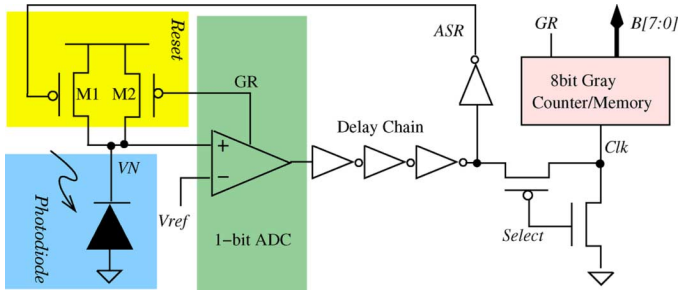 Reset
ASR
GR
B[7:0]
M1
M2
GR
8bit Gray
Counter/Memory
Delay Chain
+
−
VN
Clk
Photodiode
Vref
1−bit ADC
Select